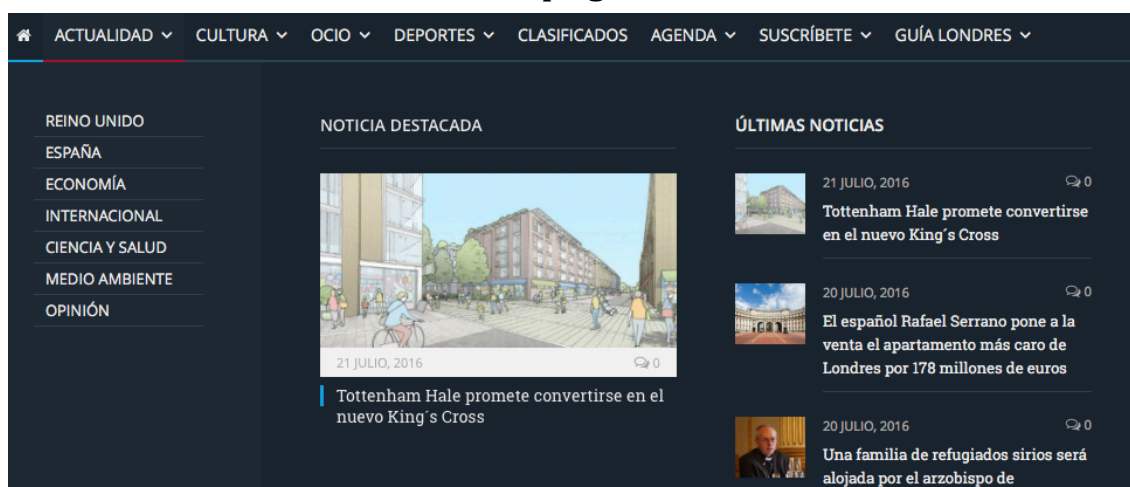 ACTUALIDAD CULTURA OCIO DEPORTES CLASIFICADOS AGENDA SUSCRÍBETE GUÍA LONDRES
REINO UNIDO
ESPAÑA
ECONOMÍA
INTERNACIONAL
CIENCIA Y SALUD
MEDIO AMBIENTE
OPINIÓN
NOTICIA DESTACADA
21 JULIO, 2016 0
Tottenham Hale promete convertirse en el
nuevo King´s Cross
ÚLTIMAS NOTICIAS
21 JULIO, 2016 0
Tottenham Hale promete convertirse
en el nuevo King´s Cross
20 JULIO, 2016 0
El español Rafael Serrano pone a la
venta el apartamento más caro de
Londres por 178 millones de euros
20 JULIO, 2016 0
Una familia de refugiados sirios será
alojada por el arzobispo de